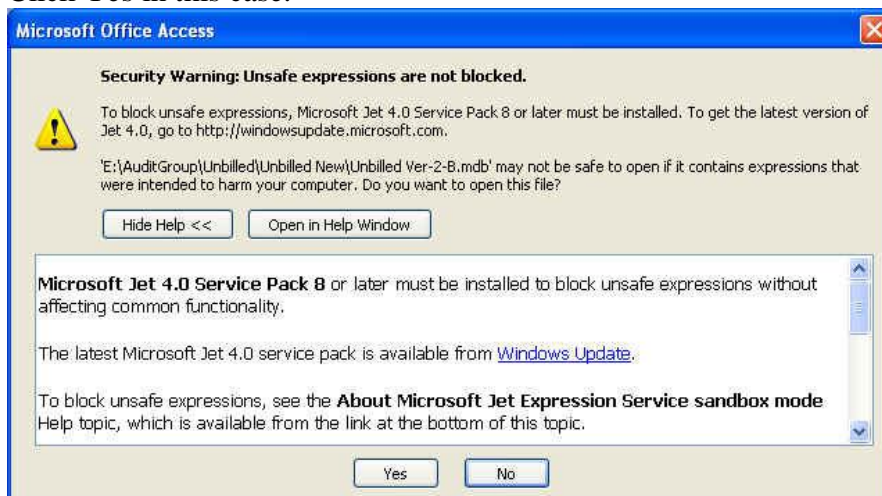 Click Yes in this case.
Microsoft Office Access
Security Warning: Unsafe expressions are not blocked.
To block unsafe expressions, Microsoft Jet 4.0 Service Pack 8 or later must be installed. To get the latest version of
Jet 4.0, go to http://windowsupdate.microsoft.com.
'E:\AuditGroup\Unbilled\Unbilled New\Unbilled Ver-2-B.mdb' may not be safe to open if it contains expressions that
were intended to harm your computer. Do you want to open this file?
Hide Help << Open in Help Window
Microsoft Jet 4.0 Service Pack 8 or later must be installed to block unsafe expressions without
affecting common functionality.
The latest Microsoft Jet 4.0 service pack is available from Windows Update.
To block unsafe expressions, see the About Microsoft Jet Expression Service sandbox mode
Help topic, which is available from the link at the bottom of this topic.
Yes No